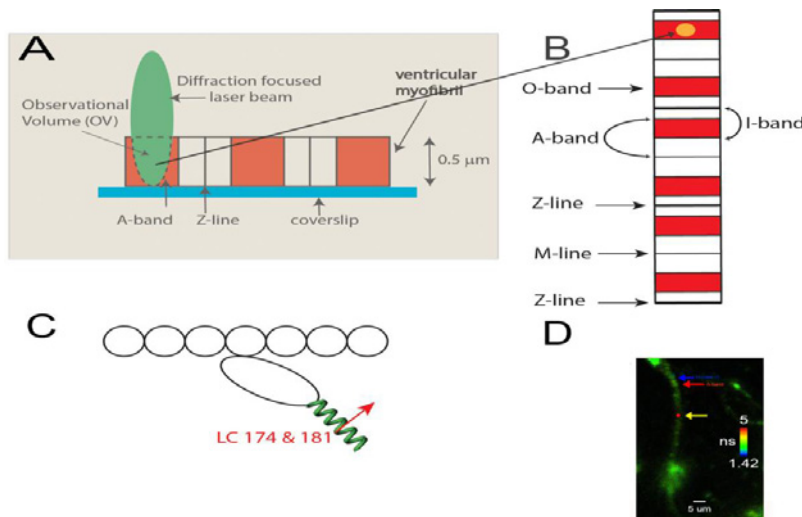 A
Diffraction focused
laser beam
Observational
Volume (OV)
ventricular
myofibril
0.5 µm
A-band
Z-line
coverslip
B
O-band
A-band
I-band
Z-line
M-line
Z-line
C
LC 174 & 181
D
5
ns
1.42
5 um